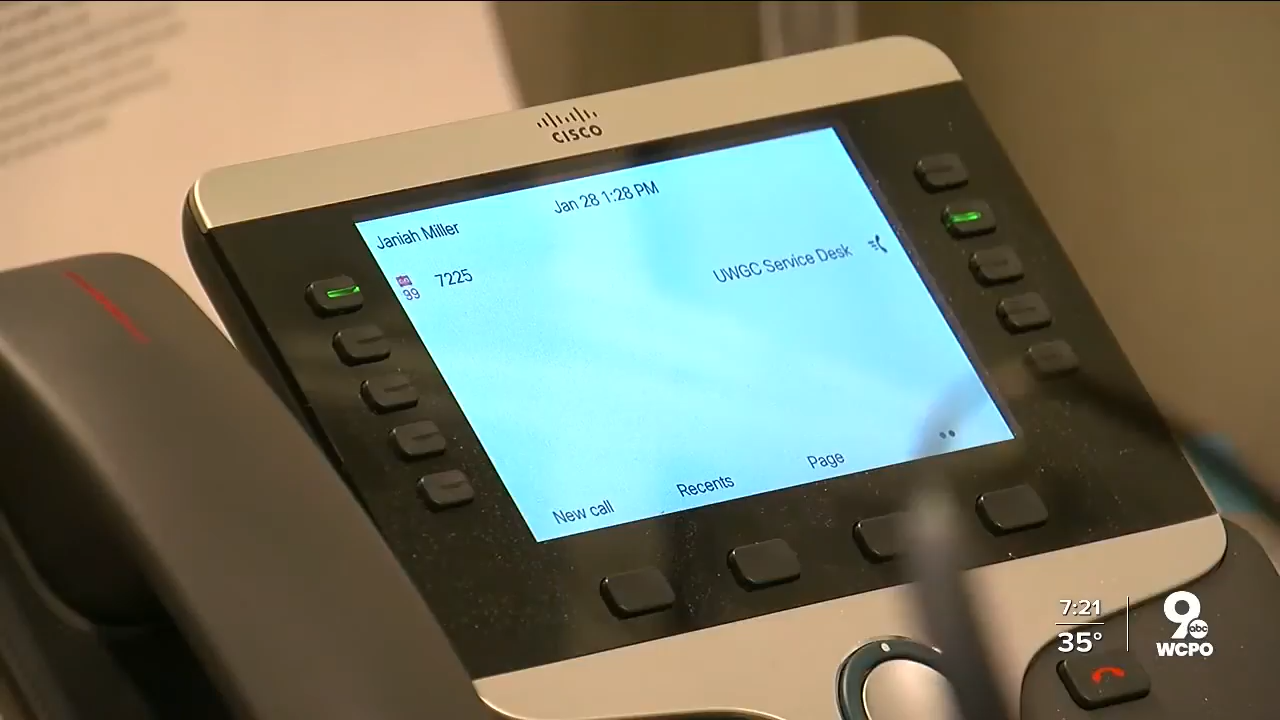 CISCO
Jan 28 1:28 PM
Janiah Miller
99 7225
UWGC Service Desk
New call
Recents
Page
7:21
35°
9
abc
WCPO